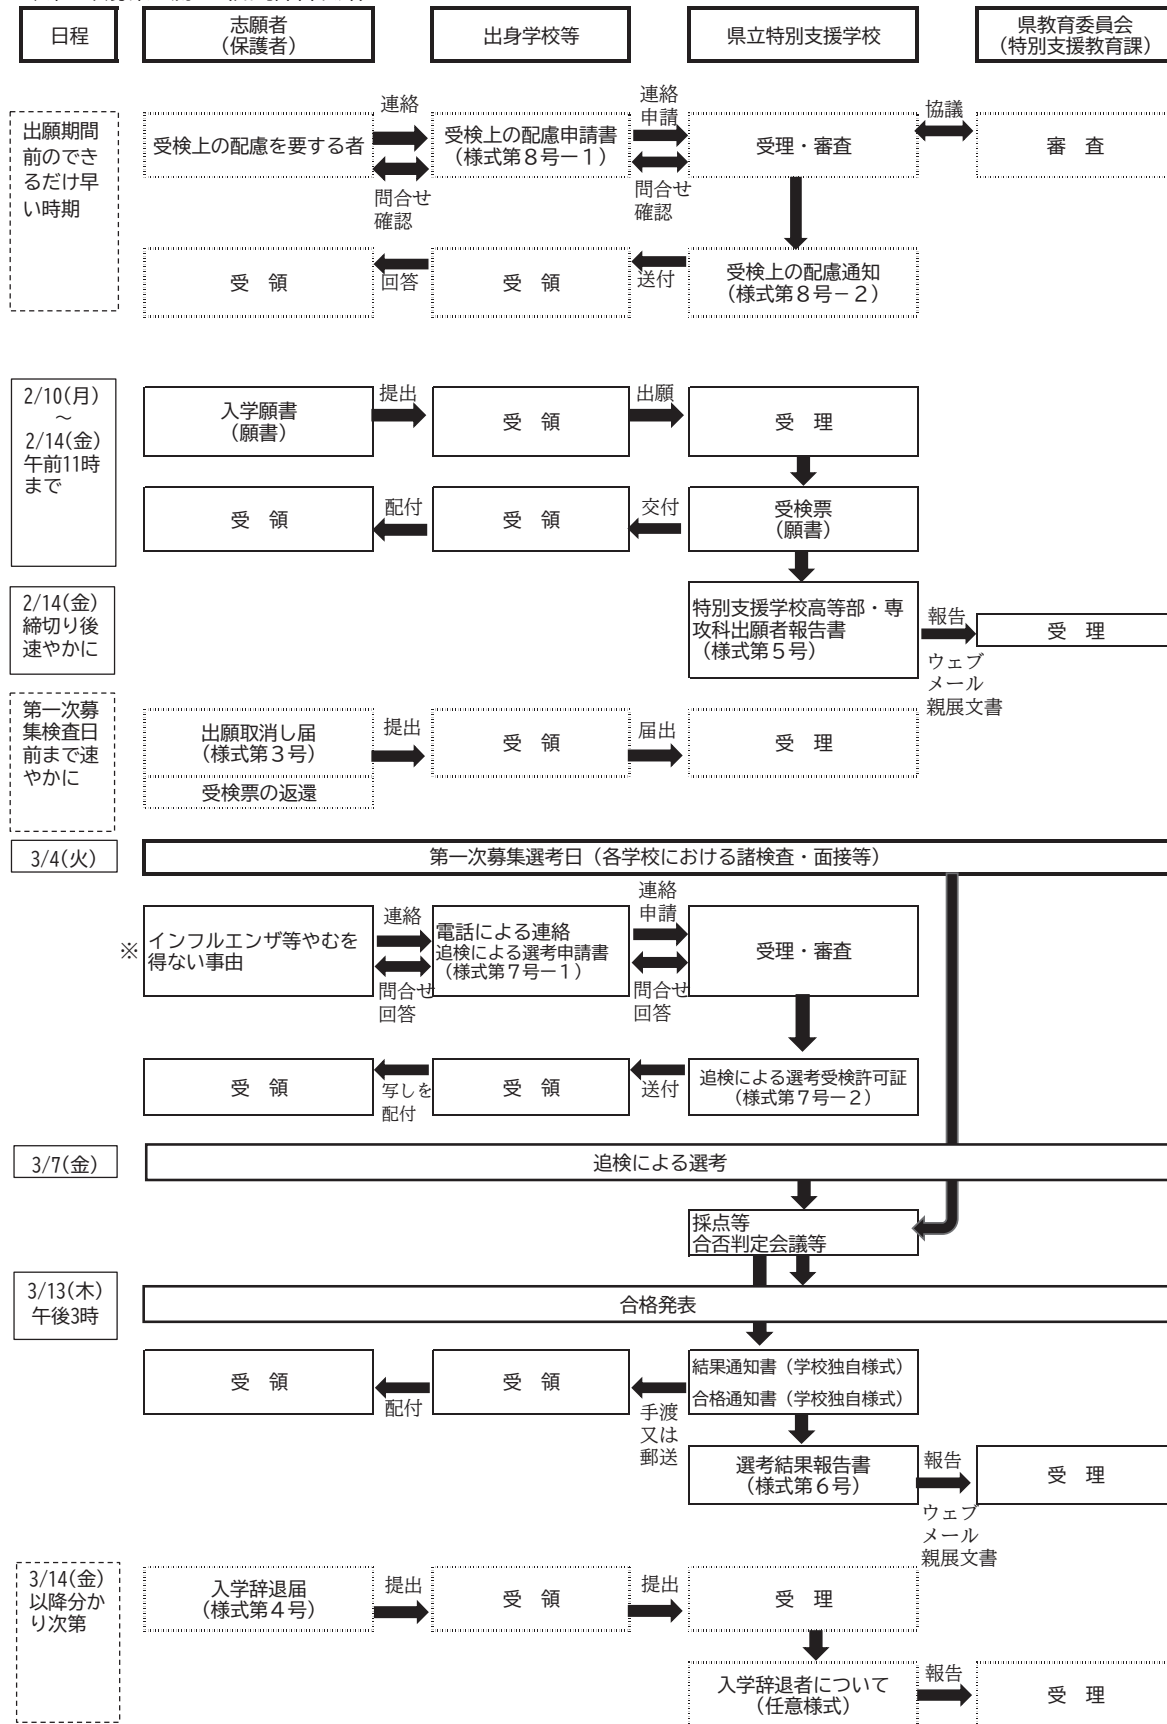 日程
志願者
(保護者)
出身学校等
県立特別支援学校
県教育委員会
(特別支援教育課)
出願期間
前のでき
るだけ早
い時期
受検上の配慮を要する者
連絡
問合せ
確認
受検上の配慮申請書
(様式第8号ー1)
連絡
申請
問合せ
確認
受理・審査
協議
審 査
受 領
回答
受 領
送付
受検上の配慮通知
(様式第8号-2)
2/10(月)
~
2/14(金)
午前11時
まで
入学願書
(願書)
提出
受 領
出願
受 理
受 領
配付
受 領
交付
受検票
(願書)
2/14(金)
締切り後
速やかに
特別支援学校高等部・専
攻科出願者報告書
(様式第5号)
報告
ウェブ
メール
親展文書
受 理
第一次募
集検査日
前まで速
やかに
出願取消し届
(様式第3号)
受検票の返還
提出
受 領
届出
受 理
3/4(火)
第一次募集選考日(各学校における諸検査・面接等)
※
インフルエンザ等やむを
得ない事由
連絡
問合せ
回答
電話による連絡
追検による選考申請書
(様式第7号ー1)
連絡
申請
問合せ
回答
受理・審査
受 領
写しを
配付
受 領
送付
追検による選考受検許可証
(様式第7号ー2)
3/7(金)
追検による選考
採点等
合否判定会議等
3/13(木)
午後3時
合格発表
受 領
配付
受 領
手渡
又は
郵送
結果通知書(学校独自様式)
合格通知書(学校独自様式)
選考結果報告書
(様式第6号)
報告
ウェブ
メール
親展文書
受 理
3/14(金)
以降分か
り次第
入学辞退届
(様式第4号)
提出
受 領
提出
受 理
入学辞退者について
(任意様式)
報告
受 理